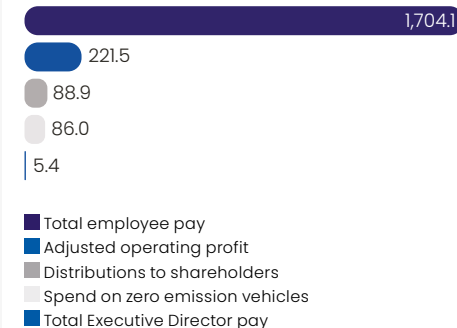 1,704.1
221.5
88.9
86.0
5.4
Total employee pay
Adjusted operating profit
Distributions to shareholders
Spend on zero emission vehicles
Total Executive Director pay